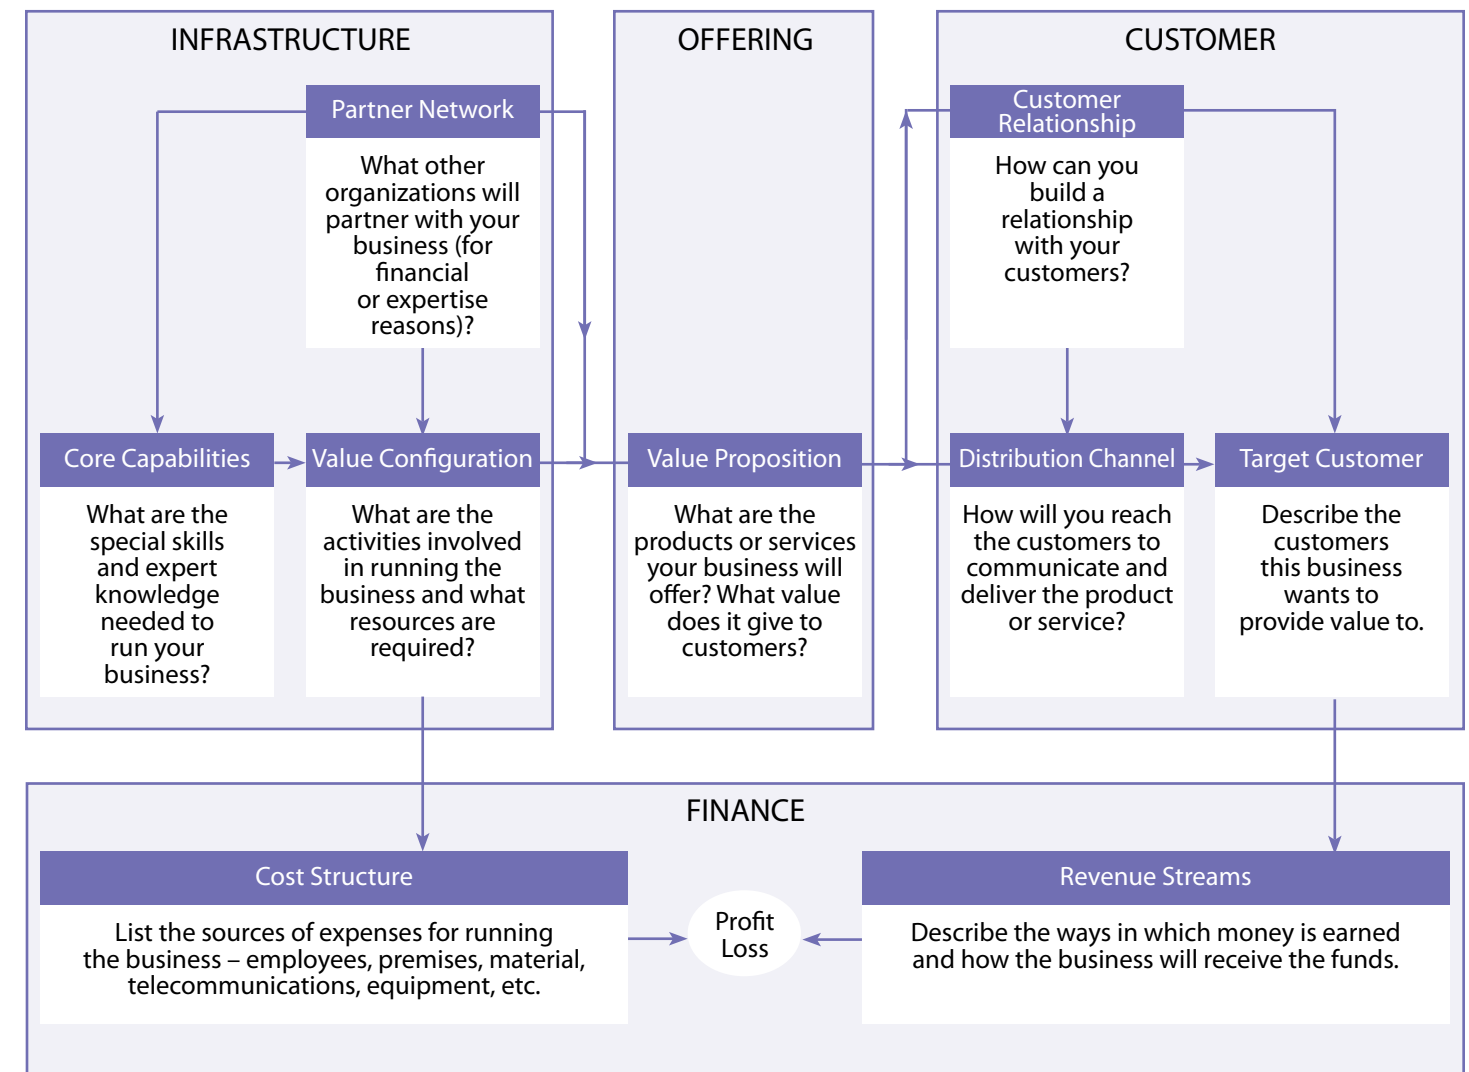 INFRASTRUCTURE
Partner Network
What other
organizations will
partner with your
business (for
financial
or expertise
reasons)?
Core Capabilities
What are the
special skills
and expert
knowledge
needed to
run your
business?
Value Configuration
What are the
activities involved
in running the
business and what
resources are
required?
OFFERING
Value Proposition
What are the
products or services
your business will
offer? What value
does it give to
customers?
CUSTOMER
Customer
Relationship
How can you
build a
relationship
with your
customers?
Distribution Channel
How will you reach
the customers to
communicate and
deliver the product
or service?
Target Customer
Describe the
customers
this business
wants to
provide value to.
FINANCE
Cost Structure
List the sources of expenses for running
the business – employees, premises, material,
telecommunications, equipment, etc.
Profit
Loss
Revenue Streams
Describe the ways in which money is earned
and how the business will receive the funds.